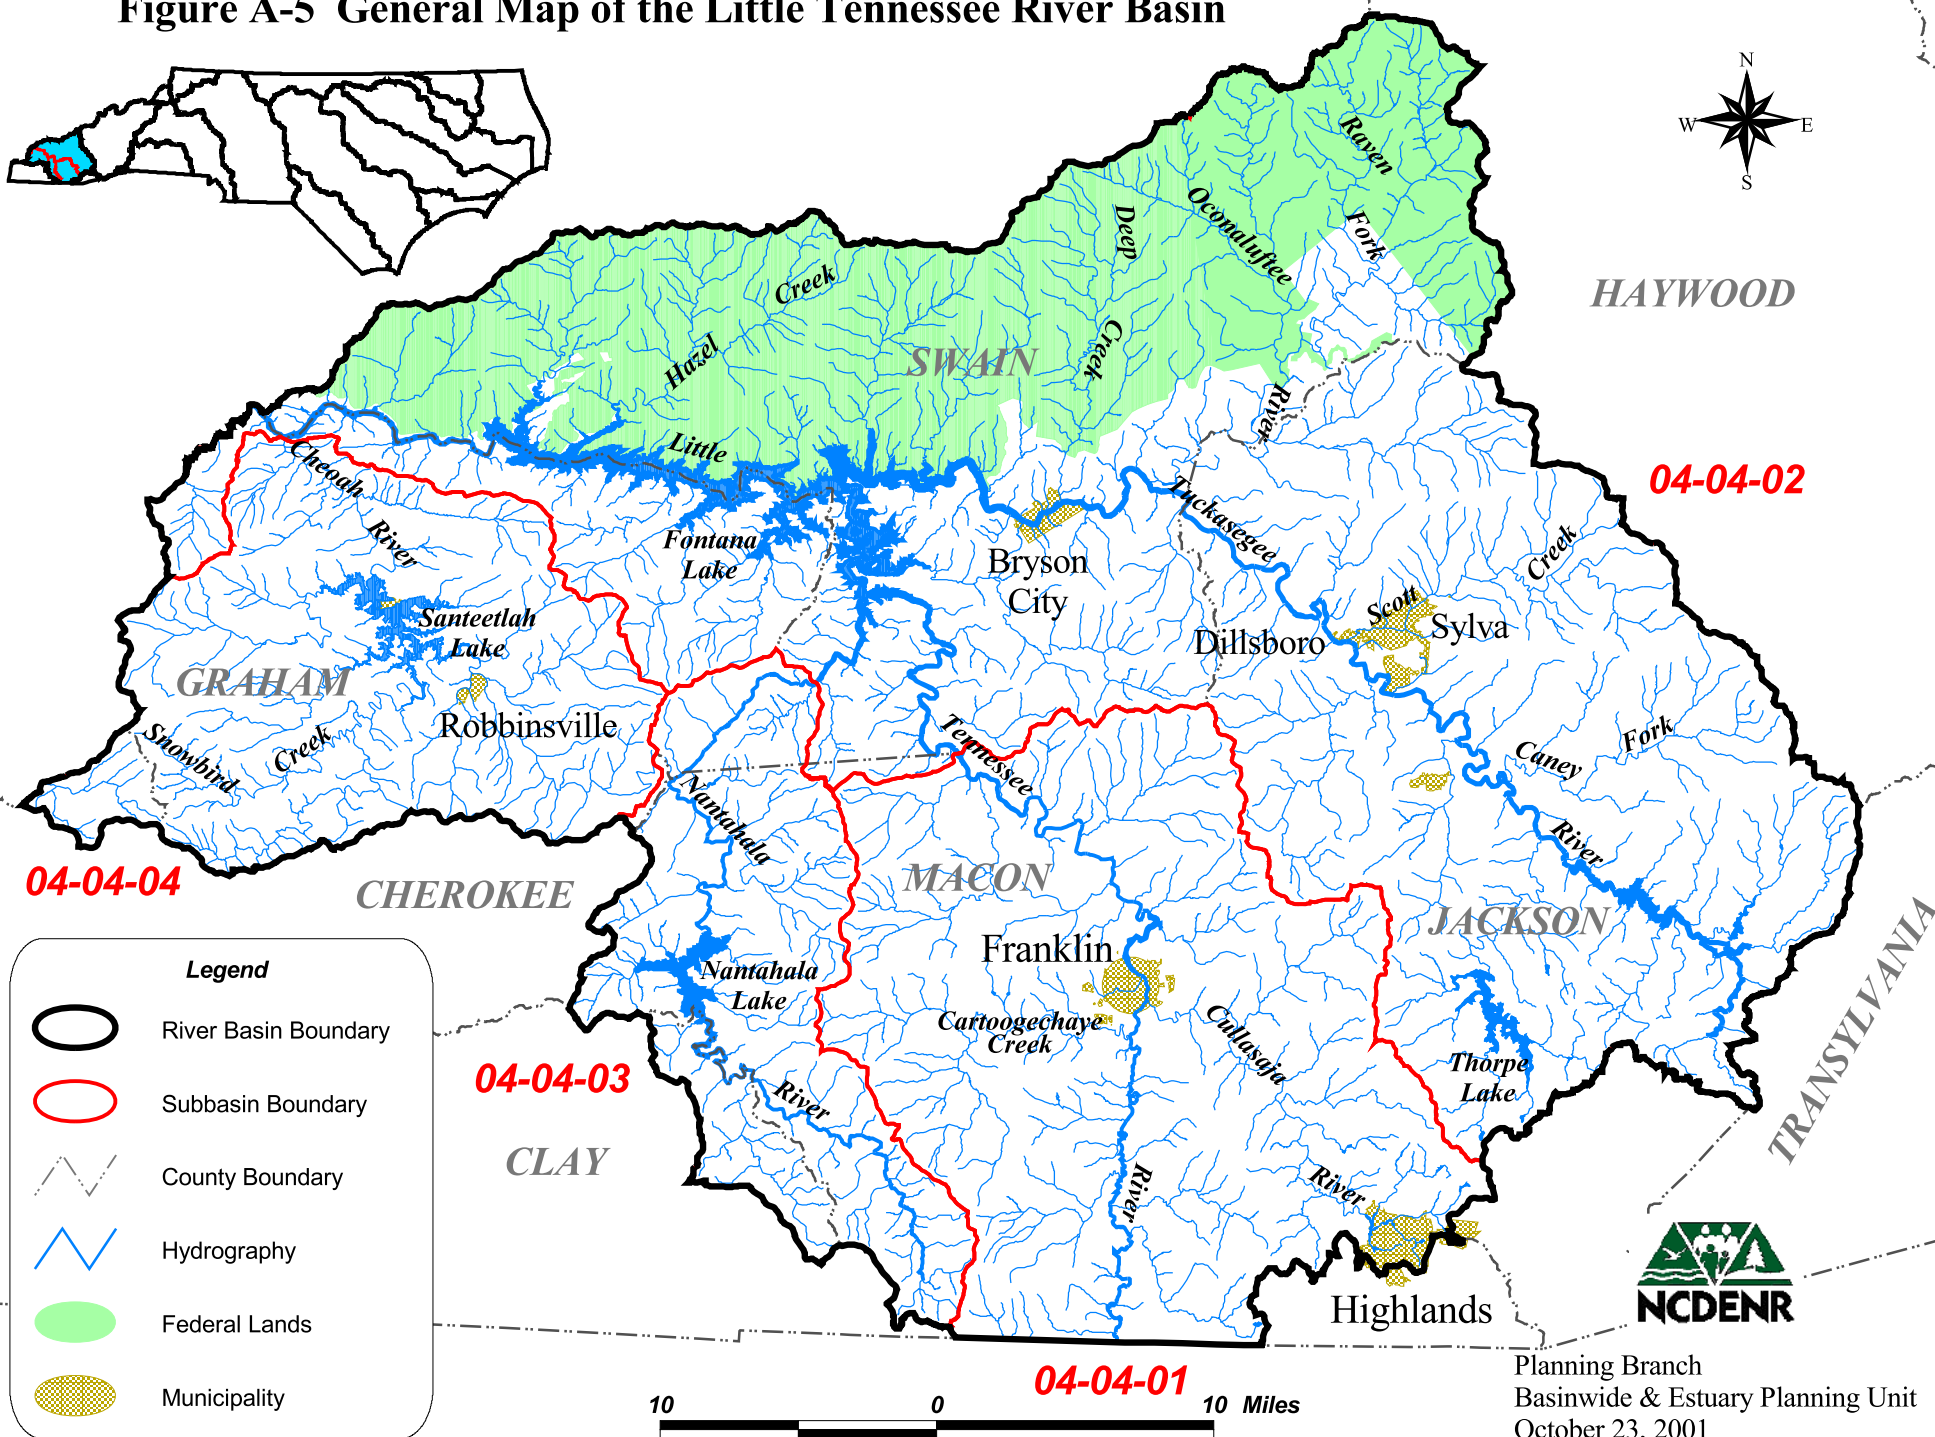 Figure A-5 General Map of the Little Tennessee River Basin
N
W
E
S
Raven
Fork
Oconaluftee
River
Deep
Creek
HAYWOOD
Hazel
Creek
SWAIN
Little
Cheoah
River
Fontana
Lake
Tuckasegee
04-04-02
Bryson
City
Scott
Creek
Sylva
Dillsboro
Santeetlah
Lake
GRAHAM
Robbinsville
Snowbird
Creek
Tennessee
Caney
Fork
River
Nantahala
MACON
JACKSON
04-04-04
CHEROKEE
Franklin
Nantahala
Lake
Cartoogechaye
Creek
Cullasaja
Thorpe
Lake
TRANSYLVANIA
04-04-03
River
CLAY
River
River
Highlands
Legend
River Basin Boundary
Subbasin Boundary
County Boundary
Hydrography
Federal Lands
Municipality
04-04-01
10 0 10 Miles
NCDENR
Planning Branch
Basinwide & Estuary Planning Unit
October 23, 2001